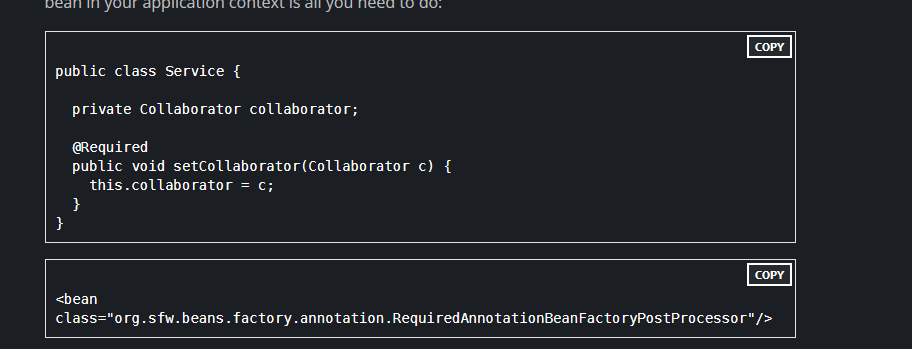 bean in your application context is all you need to do:
COPY
public class Service {
private Collaborator collaborator;
@Required
public void setCollaborator(Collaborator c) {
this.collaborator = c;
}
}
COPY
<bean
class="org.sfw.beans.factory.annotation.RequiredAnnotationBeanFactoryPostProcessor"/>